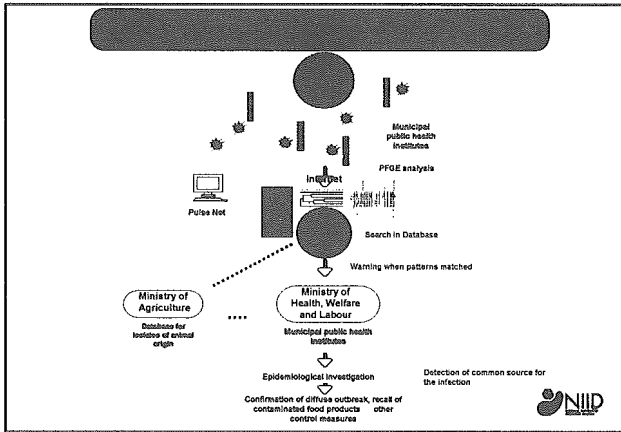 Municipal
public health
institutes
PFGE analysis
Internet
Pulse Net
Search in Database
Warning when patterns matched
Ministry of
Agriculture
Database for
isolates of animal
origin
Ministry of
Health, Welfare
and Labour
Municipal public health
institutes
Epidemiological investigation
Detection of common source for
the infection
Confirmation of diffuse outbreak, recall of
contaminated food products other
control measures
NIID